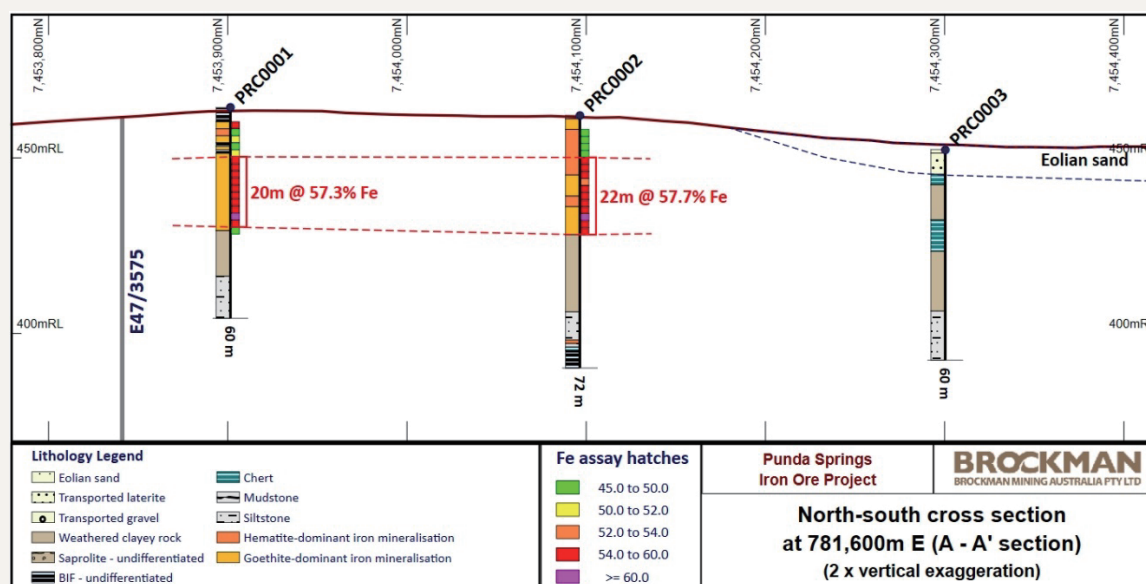 7,453,800mN
7,453,900mN
7,454,000mN
7,454,100mN
7,454,200mN
7,454,300mN
7,454,400mN
PRC0001
PRC0002
PRC0003
450mRL
450mRL
Eolian sand
20m @ 57.3% Fe
22m @ 57.7% Fe
E47/3575
400mRL
400mRL
60 m
72 m
60 m
Lithology Legend
Eolian sand
Transported laterite
Transported gravel
Weathered clayey rock
Saprolite - undifferentiated
BIF - undifferentiated
Chert
Mudstone
Siltstone
Hematite-dominant iron mineralisation
Goethite-dominant iron mineralisation
Fe assay hatches
45.0 to 50.0
50.0 to 52.0
52.0 to 54.0
54.0 to 60.0
>= 60.0
Punda Springs
Iron Ore Project
BROCKMAN
BROCKMAN MINING AUSTRALIA PTY LTD
North-south cross section
at 781,600m E (A - A' section)
(2 x vertical exaggeration)